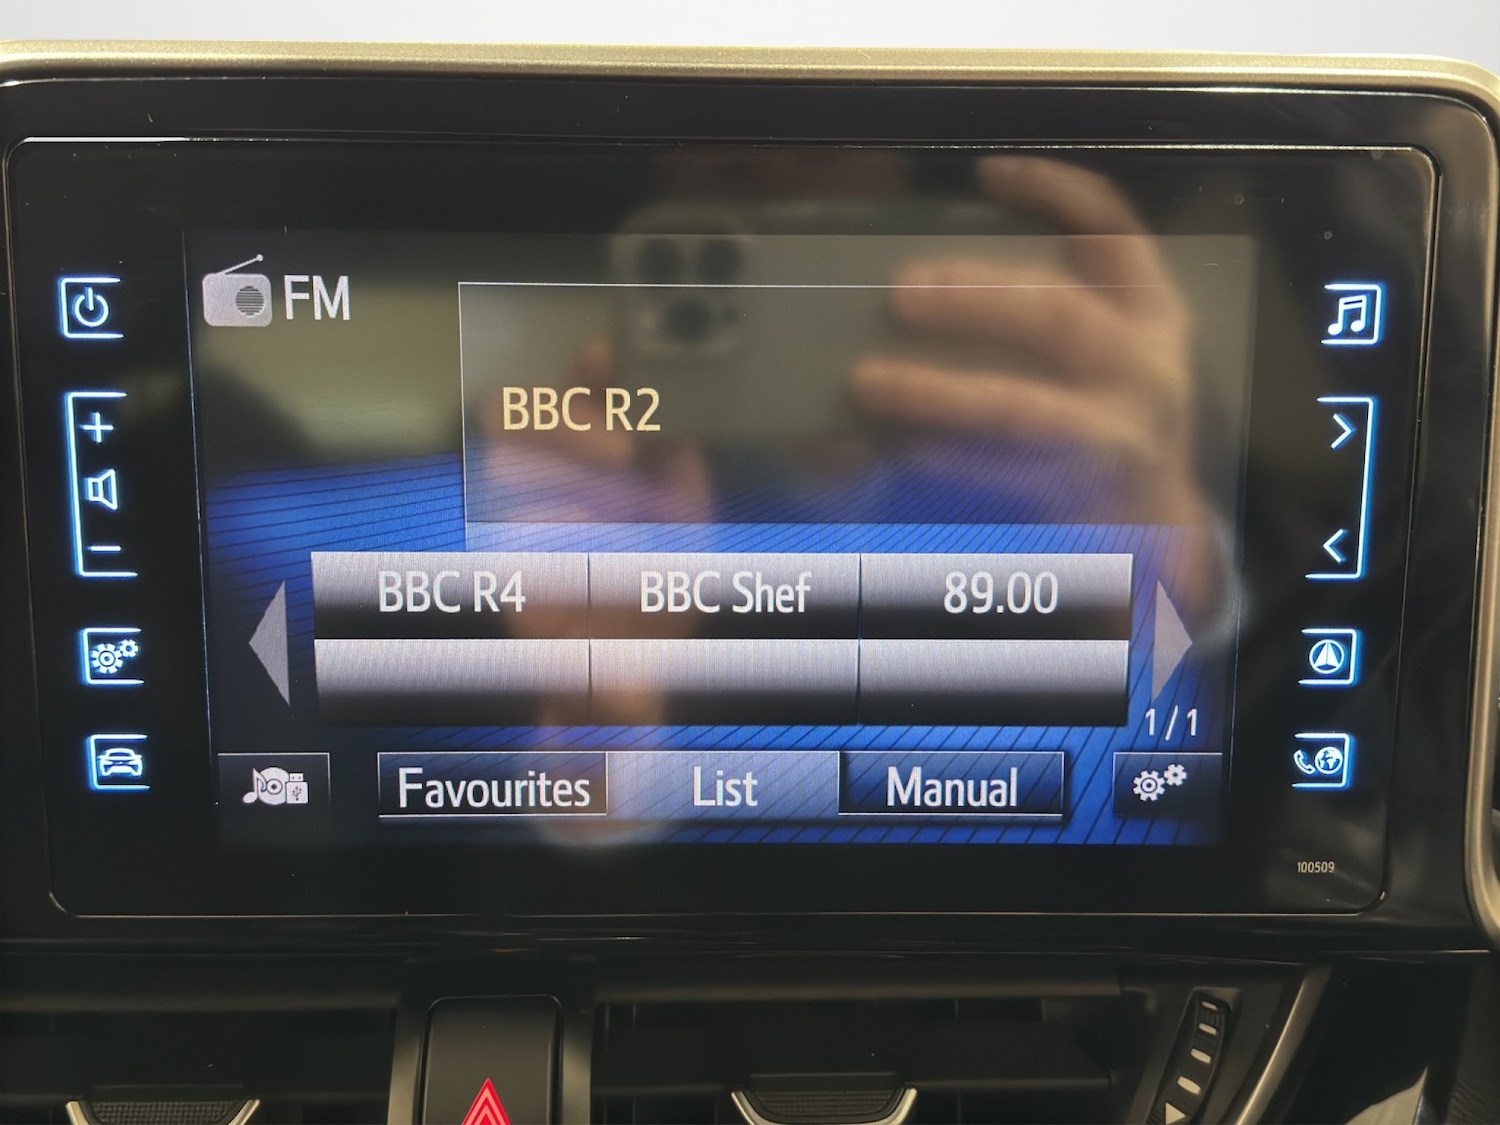 FM
BBC R2
BBC R4 BBC Shef 89.00
1/1
Favourites List Manual
100509